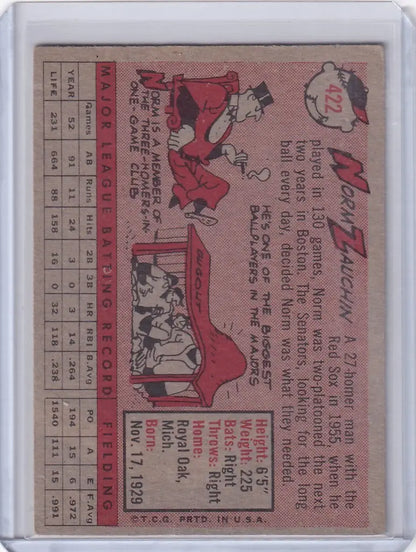 422
NORM ZAUCHIN
A 27-home man with the
Red Sox in 1955, when he
played in 130 games, Norm was two-platooned the next
two years in Boston. The Senators, looking for the long
ball every day, decided Norm was what they needed.
NORM IS A MEMBER OF
THE THREE-HOMERS-IN-
ONE-GAME CLUB
HE'S ONE OF THE BIGGEST
BALLPLAYERS IN THE MAJORS
DUGOUT
Height: 6'5"
Weight: 225
Bats: Right
Throws: Right
Home:
Royal Oak,
Mich.
Born:
Nov. 17, 1929
MAJOR LEAGUE BATTING RECORD FIELDING
Games AB Runs Hits 2B 3B HR RBI B.Avg PO A E F.Avg
YEAR 52 91 11 24 3 0 3 14 .264 194 15 6 .972
LIFE 231 664 88 158 16 0 32 118 .238 1540 111 15 .991
© T.C.G. PRTD. IN U.S.A.